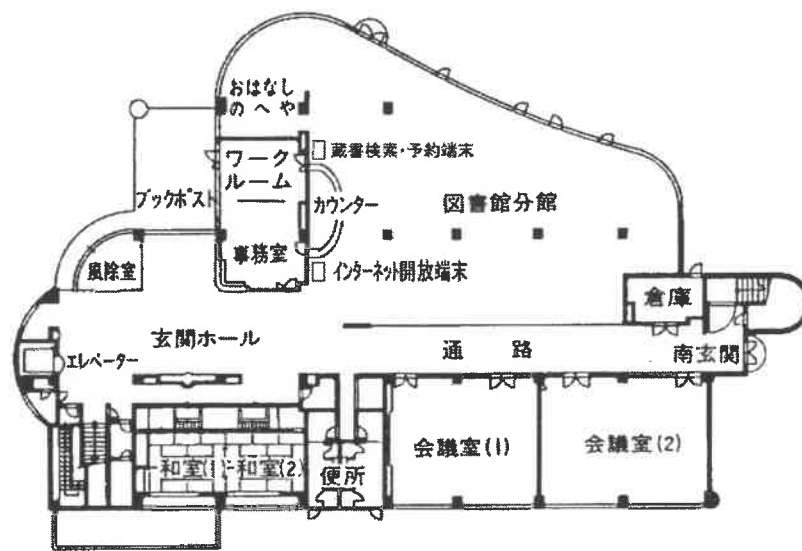 おはなし
のへや
ワーク
ルーム
蔵書検索・予約端末
ブックポスト
カウンター
図書館分館
事務室
風除室
インターネット開放端末
倉庫
玄関ホール
エレベーター
通路
南玄関
会議室(1)
会議室(2)
和室(1)
和室(2)
便所